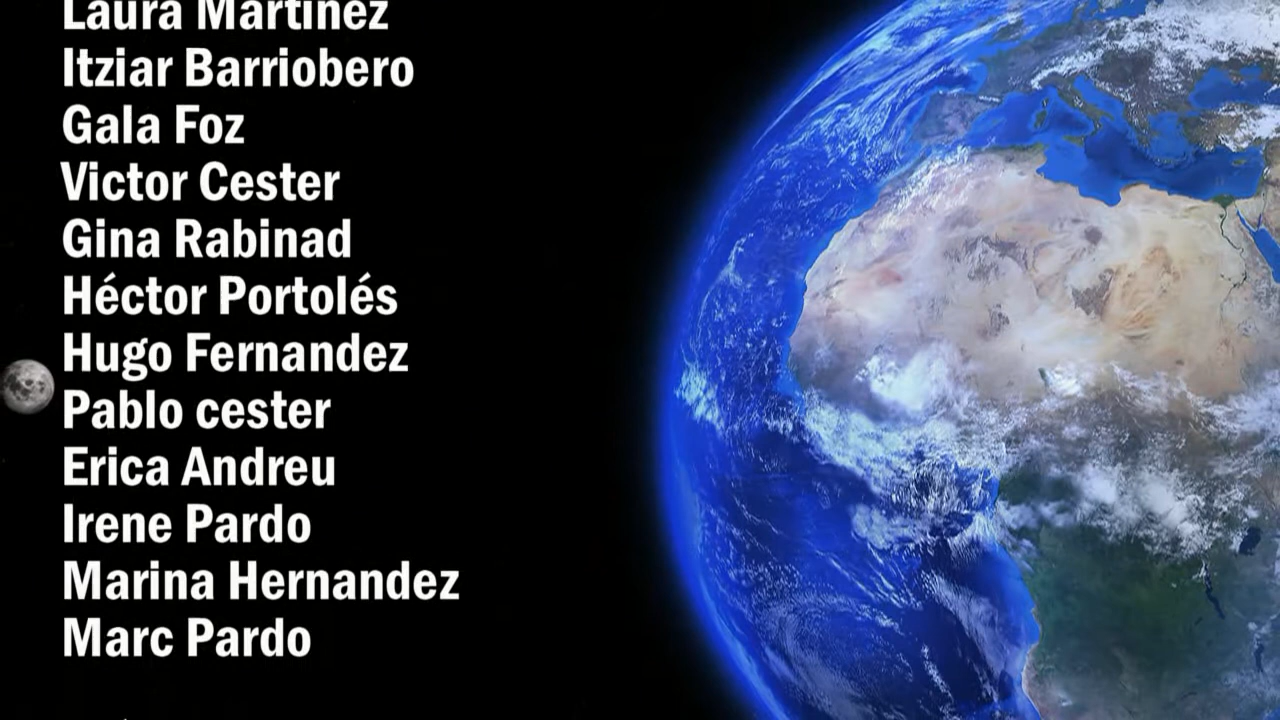 Laura Martinez
Itziar Barriobero
Gala Foz
Victor Cester
Gina Rabinad
Héctor Portolés
Hugo Fernandez
Pablo cester
Erica Andreu
Irene Pardo
Marina Hernandez
Marc Pardo